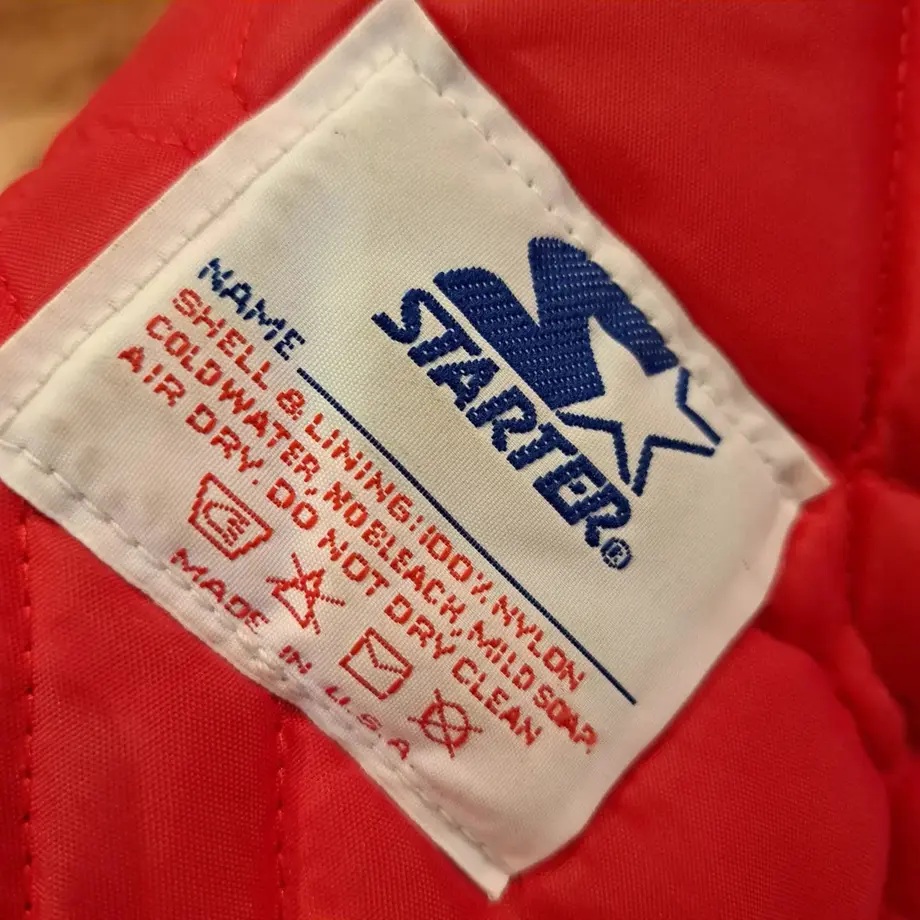 STARTER®
NAME
SHELL & LINING: 100% NYLON
COLD WATER, NO BLEACH, MILD SOAP,
AIR DRY. DO NOT DRY CLEAN
MADE IN U.S.A